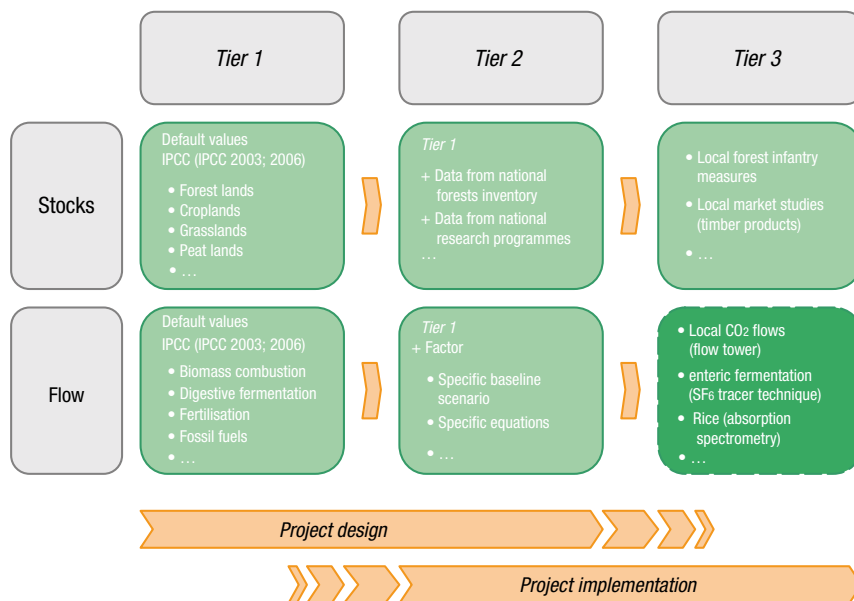 Tier 1
Tier 2
Tier 3
Stocks
Default values
IPCC (IPCC 2003; 2006)
• Forest lands
• Croplands
• Grasslands
• Peat lands
• …
Tier 1
+ Data from national
forests inventory
+ Data from national
research programmes
…
• Local forest infantry
measures
• Local market studies
(timber products)
• …
Flow
Default values
IPCC (IPCC 2003; 2006)
• Biomass combustion
• Digestive fermentation
• Fertilisation
• Fossil fuels
• …
Tier 1
+ Factor
• Specific baseline
scenario
• Specific equations
• …
• Local CO2 flows
(flow tower)
• enteric fermentation
(SF6 tracer technique)
• Rice (absorption
spectrometry)
• …
Project design
Project implementation